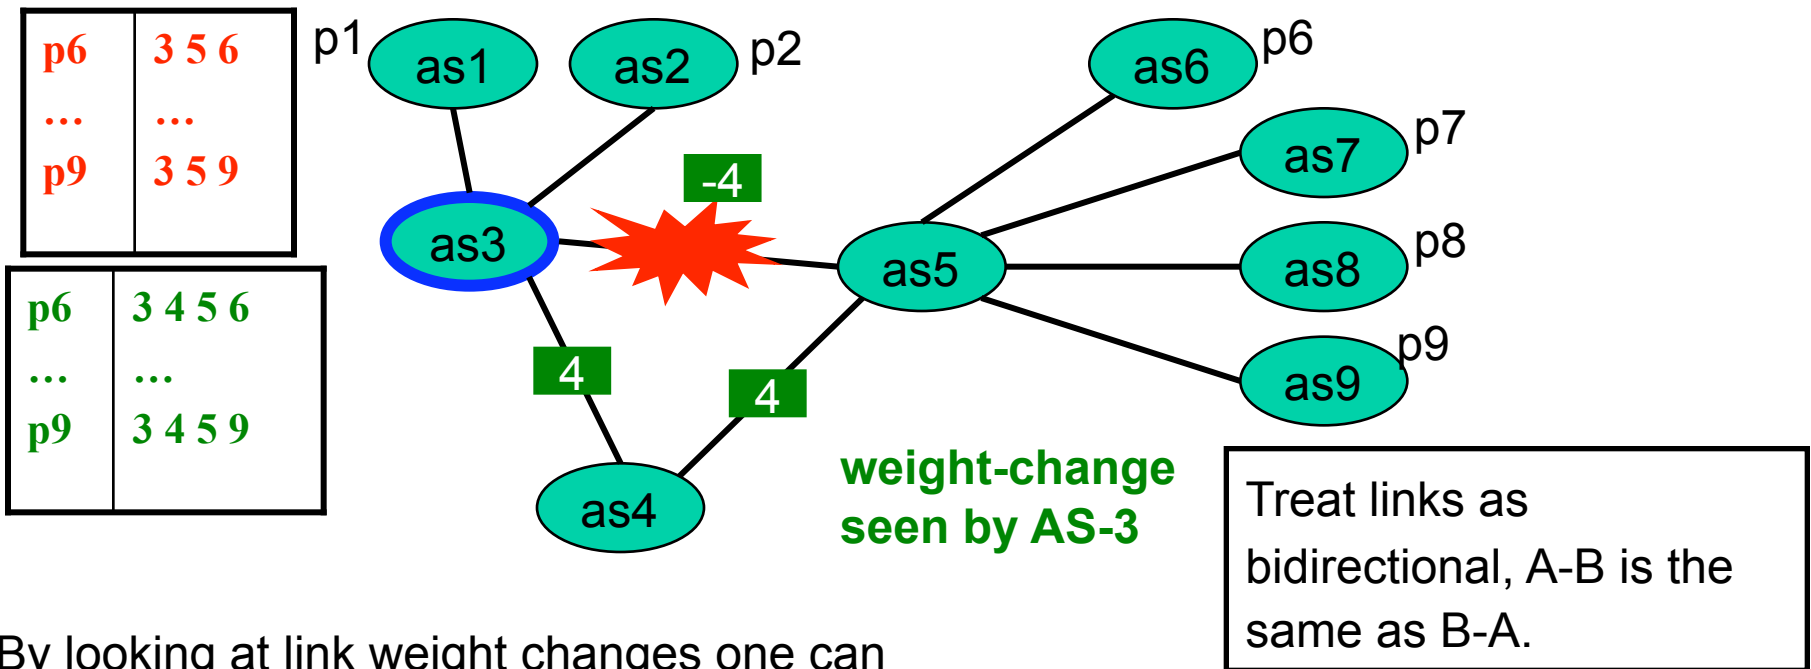 p6 3 5 6
... ...
p9 3 5 9
p6 3 4 5 6
... ...
p9 3 4 5 9
p1
as1
as2
p2
as6
p6
as7
p7
-4
as3
as5
as8
p8
4
4
as9
p9
as4
weight-change
seen by AS-3
Treat links as
bidirectional, A-B is the
same as B-A.
By looking at link weight changes one can